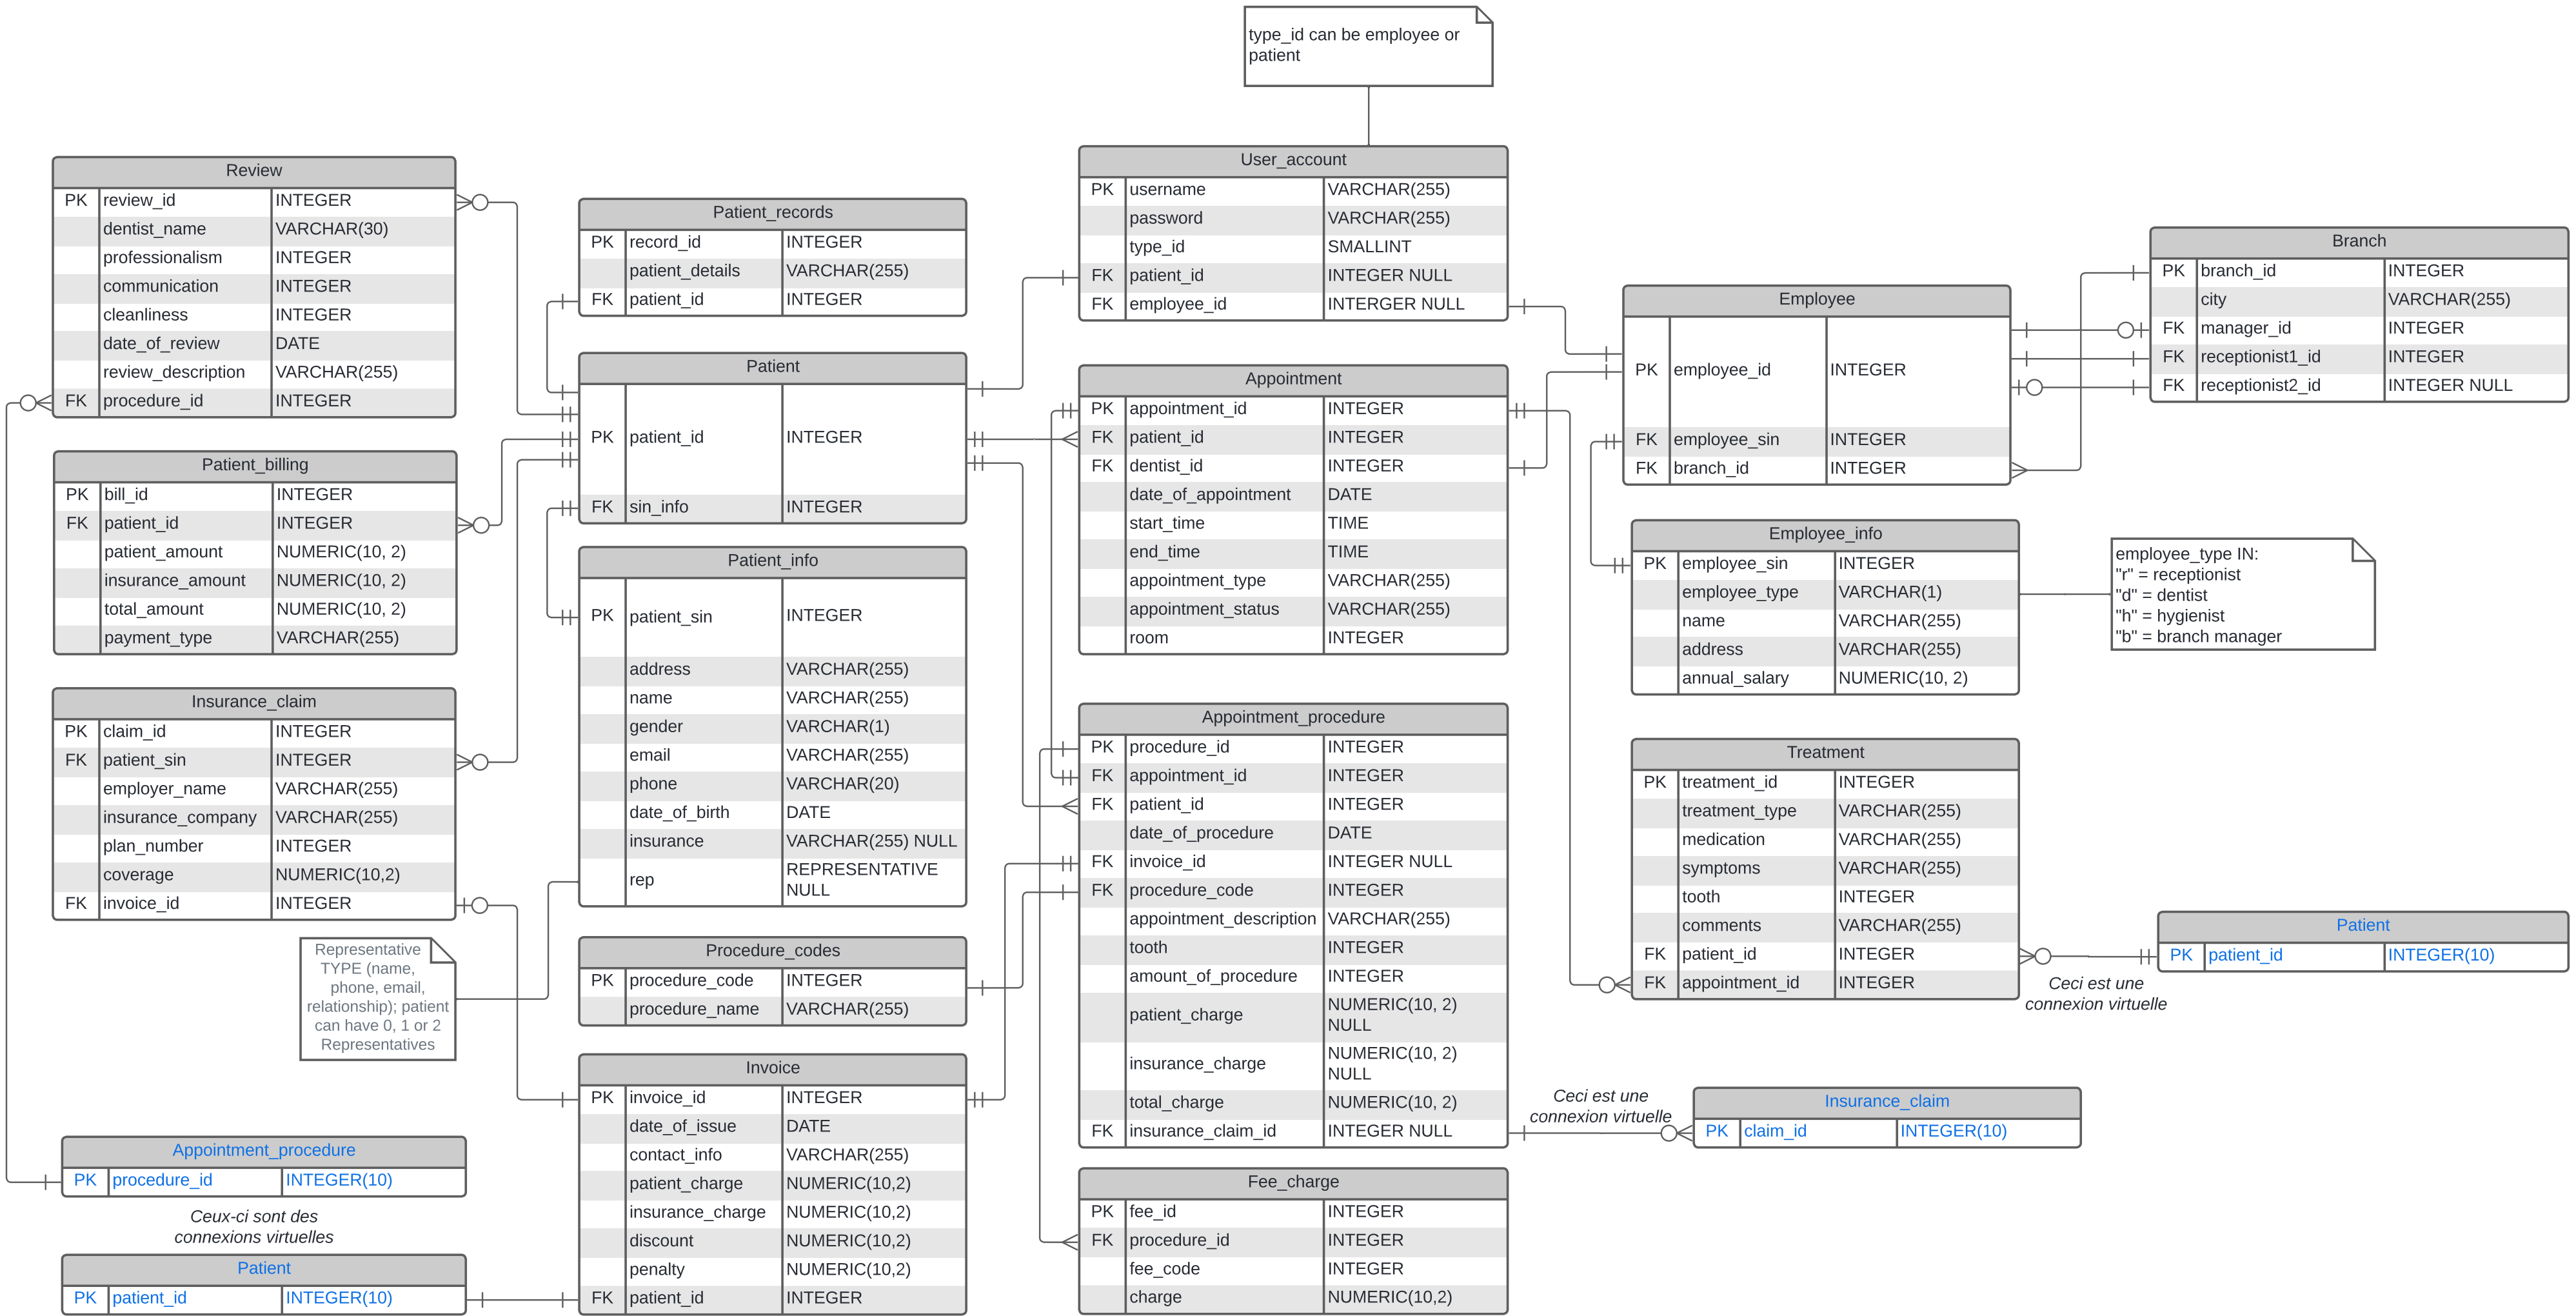 type_id can be employee or
patient
Review
PK review_id INTEGER
dentist_name VARCHAR(30)
professionalism INTEGER
communication INTEGER
cleanliness INTEGER
date_of_review DATE
review_description VARCHAR(255)
FK procedure_id INTEGER
Patient_billing
PK bill_id INTEGER
FK patient_id INTEGER
patient_amount NUMERIC(10, 2)
insurance_amount NUMERIC(10, 2)
total_amount NUMERIC(10, 2)
payment_type VARCHAR(255)
Insurance_claim
PK claim_id INTEGER
FK patient_sin INTEGER
employer_name VARCHAR(255)
insurance_company VARCHAR(255)
plan_number INTEGER
coverage NUMERIC(10,2)
FK invoice_id INTEGER
Representative
TYPE (name,
phone, email,
relationship); patient
can have 0, 1 or 2
Representatives
Appointment_procedure
PK procedure_id INTEGER(10)
Ceux-ci sont des
connexions virtuelles
Patient
PK patient_id INTEGER(10)
Patient_records
PK record_id INTEGER
patient_details VARCHAR(255)
FK patient_id INTEGER
Patient
PK patient_id INTEGER
FK sin_info INTEGER
Patient_info
PK patient_sin INTEGER
address VARCHAR(255)
name VARCHAR(255)
gender VARCHAR(1)
email VARCHAR(255)
phone VARCHAR(20)
date_of_birth DATE
insurance VARCHAR(255) NULL
rep REPRESENTATIVE
NULL
Procedure_codes
PK procedure_code INTEGER
procedure_name VARCHAR(255)
Invoice
PK invoice_id INTEGER
date_of_issue DATE
contact_info VARCHAR(255)
patient_charge NUMERIC(10,2)
insurance_charge NUMERIC(10,2)
discount NUMERIC(10,2)
penalty NUMERIC(10,2)
FK patient_id INTEGER
User_account
PK username VARCHAR(255)
password VARCHAR(255)
type_id SMALLINT
FK patient_id INTEGER NULL
FK employee_id INTERGER NULL
Appointment
PK appointment_id INTEGER
FK patient_id INTEGER
FK dentist_id INTEGER
date_of_appointment DATE
start_time TIME
end_time TIME
appointment_type VARCHAR(255)
appointment_status VARCHAR(255)
room INTEGER
Appointment_procedure
PK procedure_id INTEGER
FK appointment_id INTEGER
FK patient_id INTEGER
date_of_procedure DATE
FK invoice_id INTEGER NULL
FK procedure_code INTEGER
appointment_description VARCHAR(255)
tooth INTEGER
amount_of_procedure INTEGER
patient_charge NUMERIC(10, 2)
NULL
insurance_charge NUMERIC(10, 2)
NULL
total_charge NUMERIC(10, 2)
FK insurance_claim_id INTEGER NULL
Fee_charge
PK fee_id INTEGER
FK procedure_id INTEGER
fee_code INTEGER
charge NUMERIC(10,2)
Employee
PK employee_id INTEGER
FK employee_sin INTEGER
FK branch_id INTEGER
Employee_info
PK employee_sin INTEGER
employee_type VARCHAR(1)
name VARCHAR(255)
address VARCHAR(255)
annual_salary NUMERIC(10, 2)
Treatment
PK treatment_id INTEGER
treatment_type VARCHAR(255)
medication VARCHAR(255)
symptoms VARCHAR(255)
tooth INTEGER
comments VARCHAR(255)
FK patient_id INTEGER
FK appointment_id INTEGER
Ceci est une
connexion virtuelle
Insurance_claim
PK claim_id INTEGER(10)
Branch
PK branch_id INTEGER
city VARCHAR(255)
FK manager_id INTEGER
FK receptionist1_id INTEGER
FK receptionist2_id INTEGER NULL
employee_type IN:
"r" = receptionist
"d" = dentist
"h" = hygienist
"b" = branch manager
Patient
PK patient_id INTEGER(10)
Ceci est une
connexion virtuelle